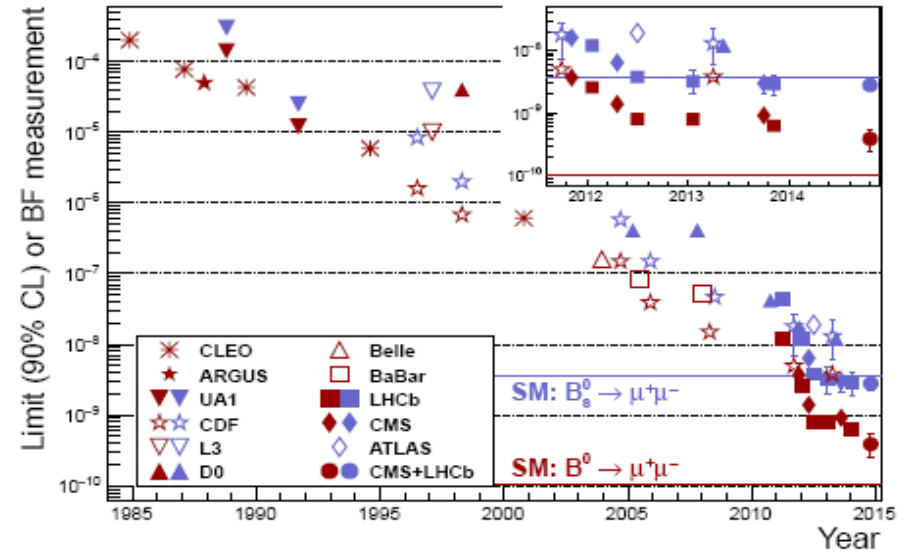 Limit (90% CL) or BF measurement
10⁻⁴
10⁻⁵
10⁻⁶
10⁻⁷
10⁻⁸
10⁻⁹
10⁻¹⁰
10⁻⁸
10⁻⁹
10⁻¹⁰
2012 2013 2014
CLEO Belle
ARGUS BaBar
UA1 LHCb
CDF CMS
L3 ATLAS
D0 CMS+LHCb
SM: B⁰ₛ → μ⁺μ⁻
SM: B⁰ → μ⁺μ⁻
1985 1990 1995 2000 2005 2010 2015
Year